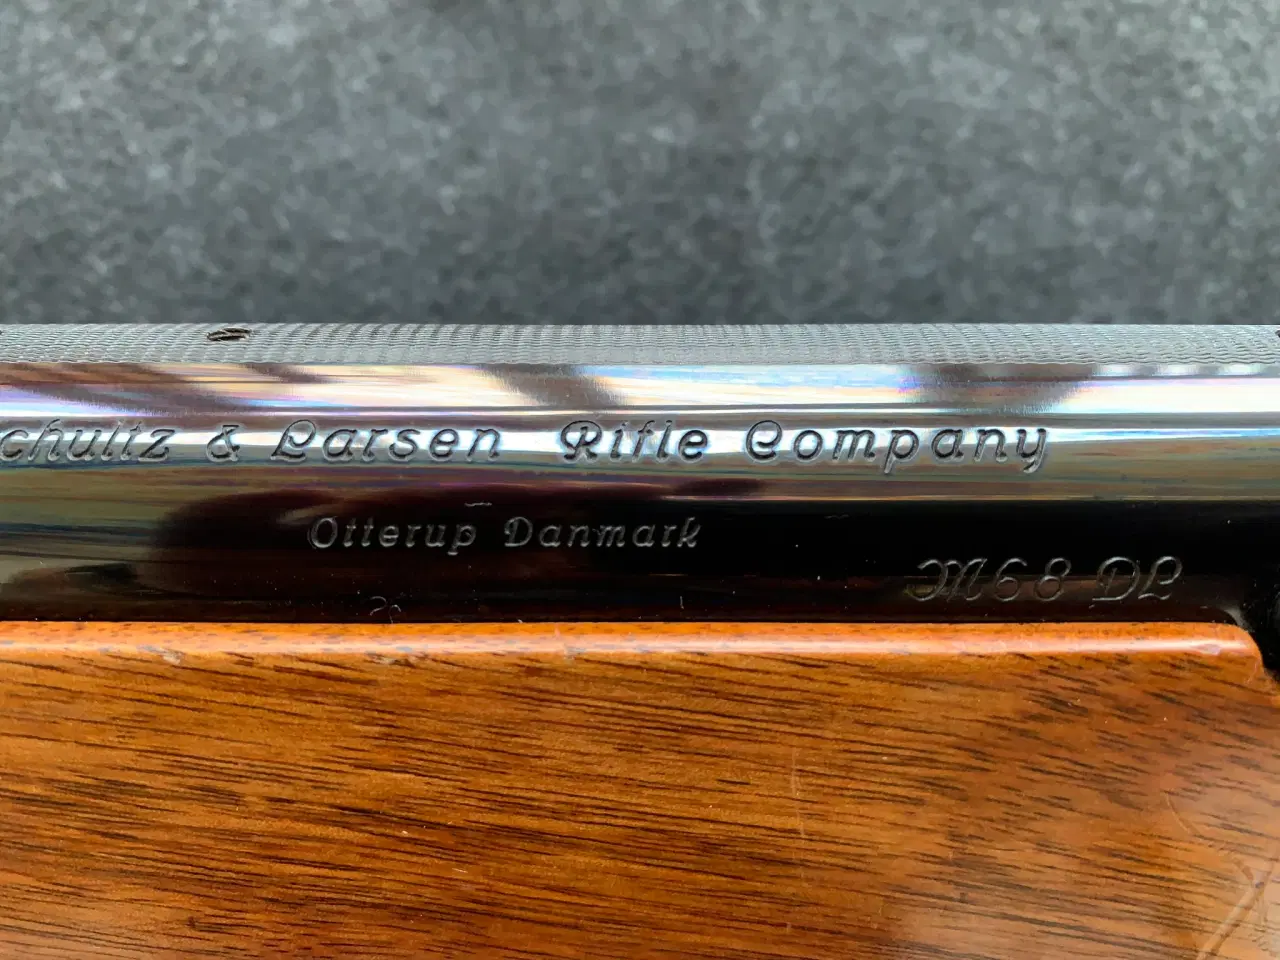 chultz & Larsen Rifle Company
Otterup Danmark
M68 DL